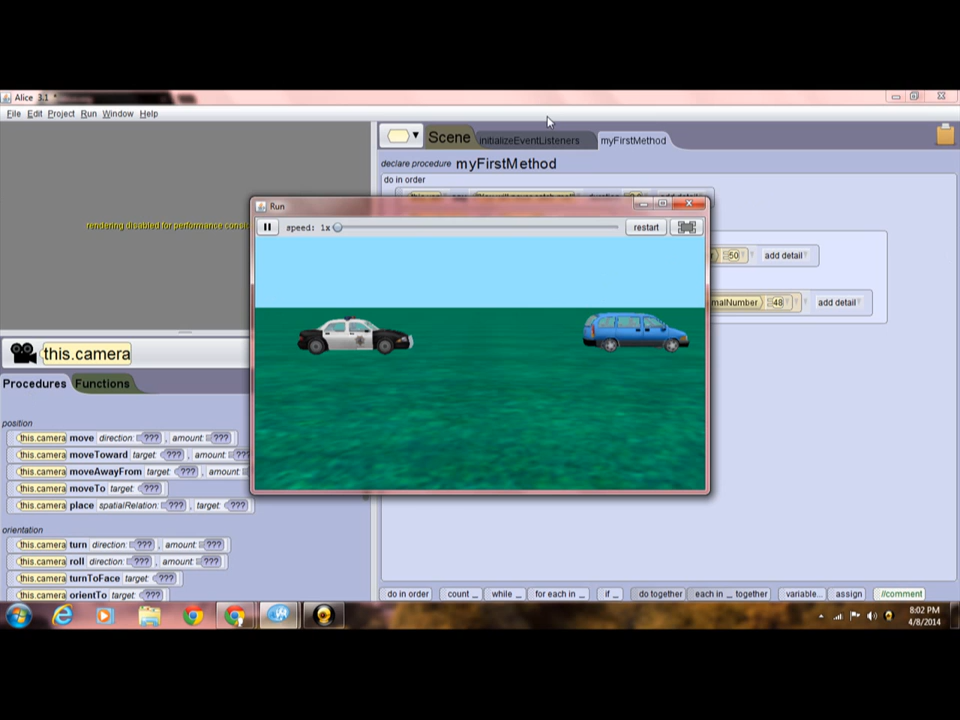 Alice 3.1 *
File Edit Project Run Window Help
Scene initializeEventListeners myFirstMethod
declare procedure myFirstMethod
do in order
add detail
Run
speed: 1x restart
rendering disabled for performance
50 add detail
malNumber 48 add detail
this.camera
Procedures Functions
position
this.camera move direction: ??? , amount: ???
this.camera moveToward target: ??? , amount: ???
this.camera moveAwayFrom target: ??? , amount:
this.camera moveTo target: ???
this.camera place spatialRelation: ??? , target: ???
orientation
this.camera turn direction: ??? , amount: ???
this.camera roll direction: ??? , amount: ???
this.camera turnToFace target: ???
this.camera orientTo target: ???
do in order count _ while _ for each in _ if _ do together each in _ together variable... assign //comment
8:02 PM
4/8/2014